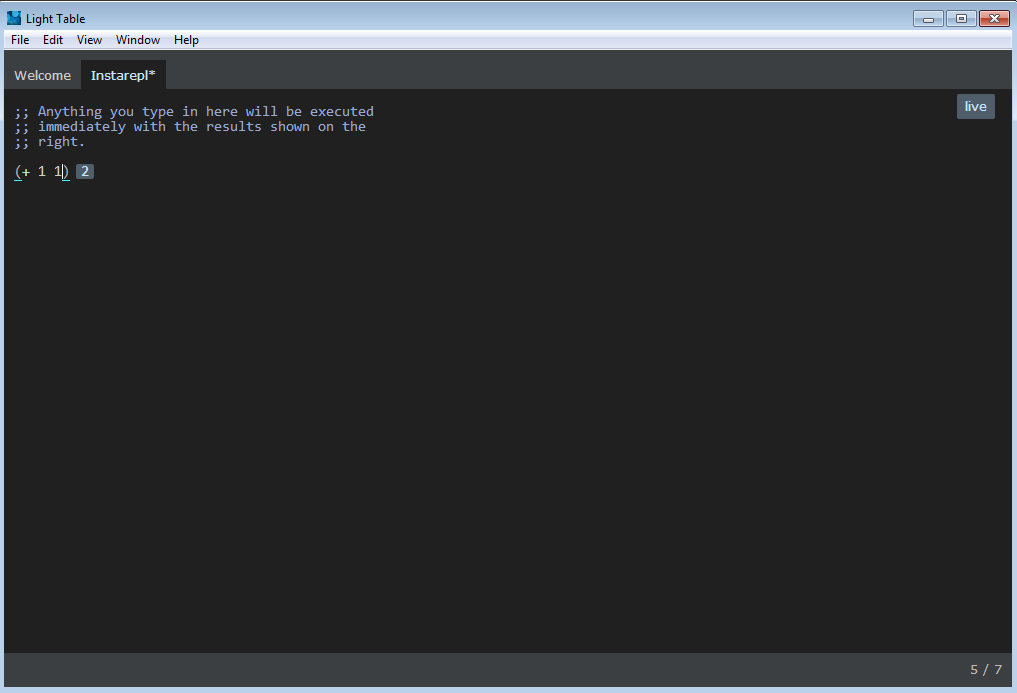 Light Table
File Edit View Window Help
Welcome Instarepl*
;; Anything you type in here will be executed
;; immediately with the results shown on the
;; right.
live
(+ 1 1) 2
5 / 7